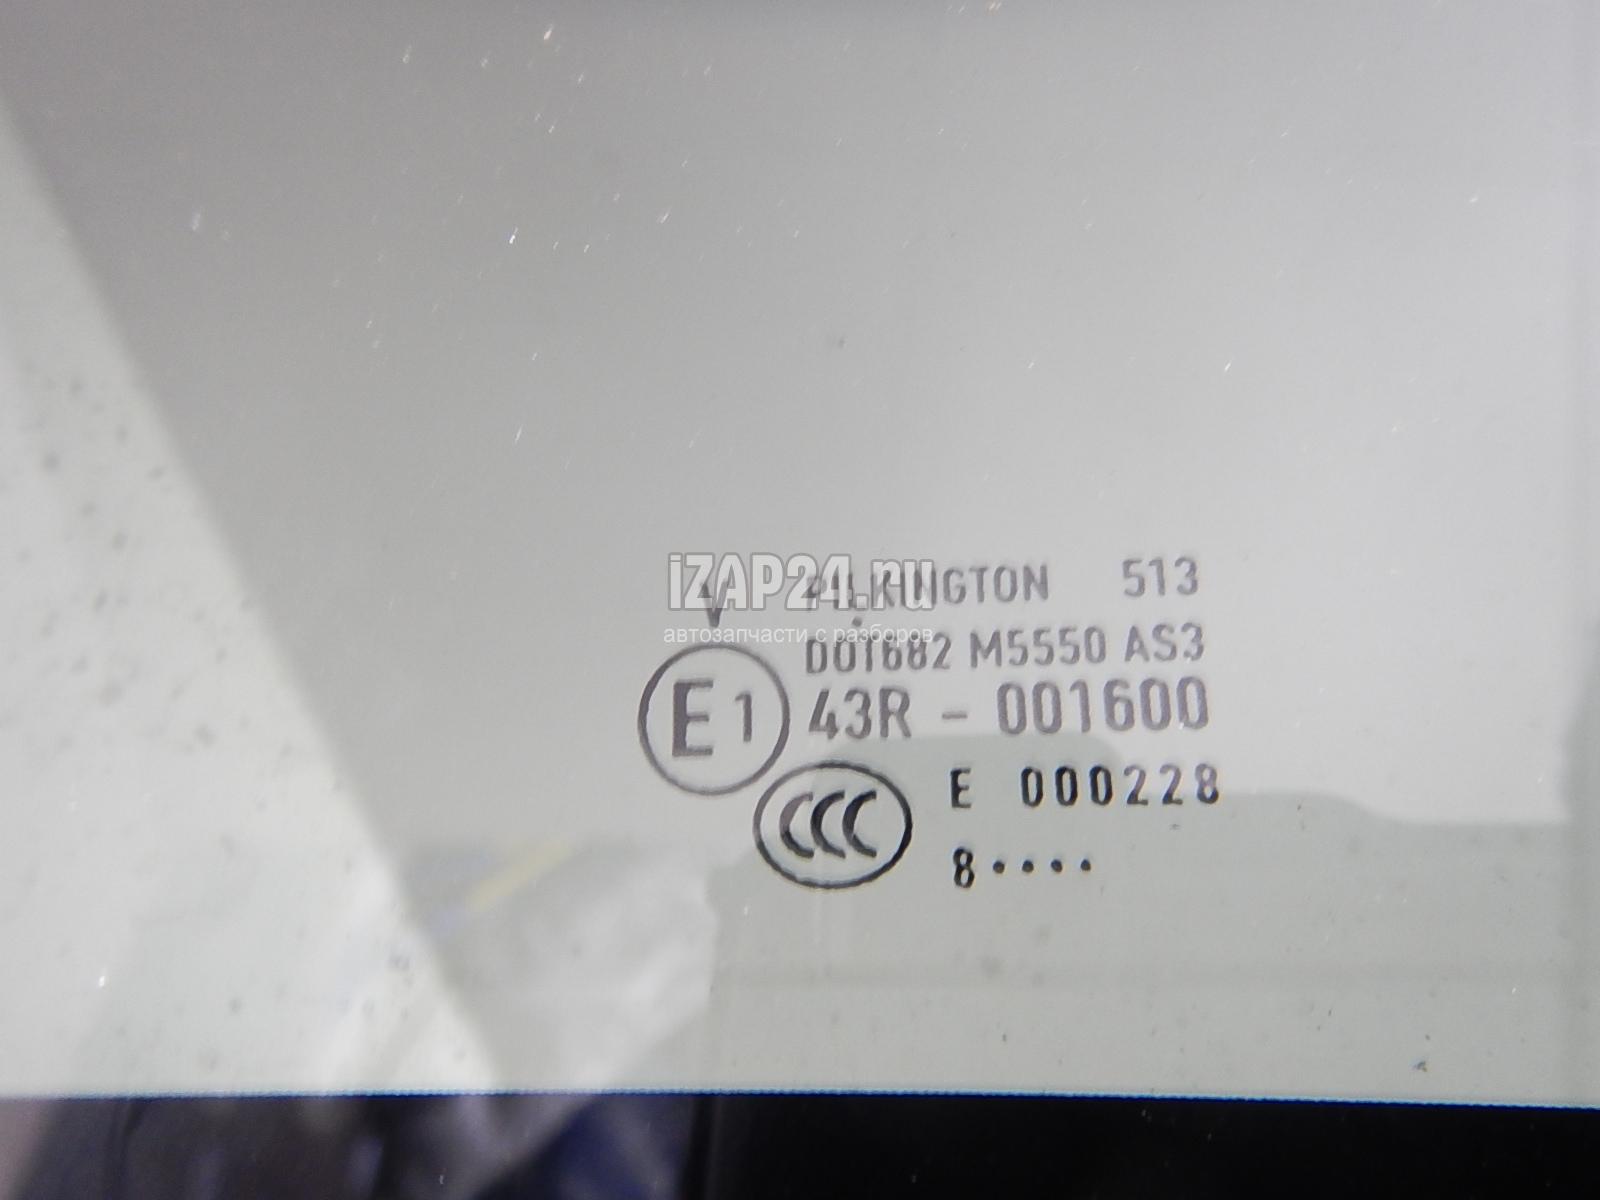 iZAP24.ru
автозапчасти с разборов
V PILKINGTON 513
DOT682 M5550 AS3
E1 43R - 001600
CCC E 000228
8····